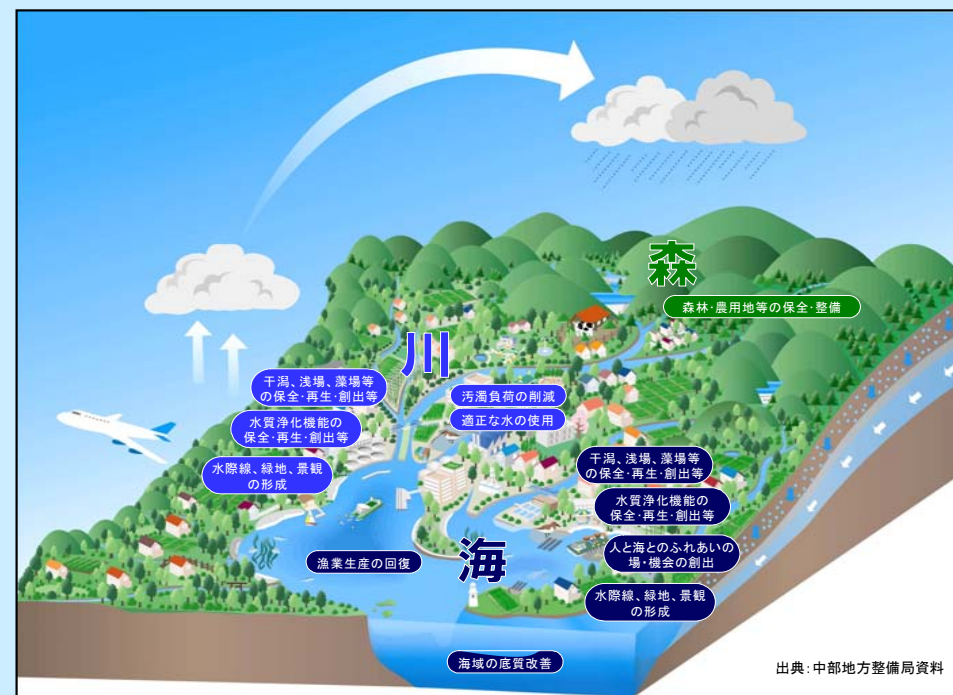 森
森林・農用地等の保全・整備
川
干潟、浅場、藻場等
の保全・再生・創出等
水質浄化機能の
保全・再生・創出等
水際線、緑地、景観
の形成
汚濁負荷の削減
適正な水の使用
海
干潟、浅場、藻場等
の保全・再生・創出等
水質浄化機能の
保全・再生・創出等
人と海とのふれあいの
場・機会の創出
水際線、緑地、景観
の形成
漁業生産の回復
海域の底質改善
出典：中部地方整備局資料